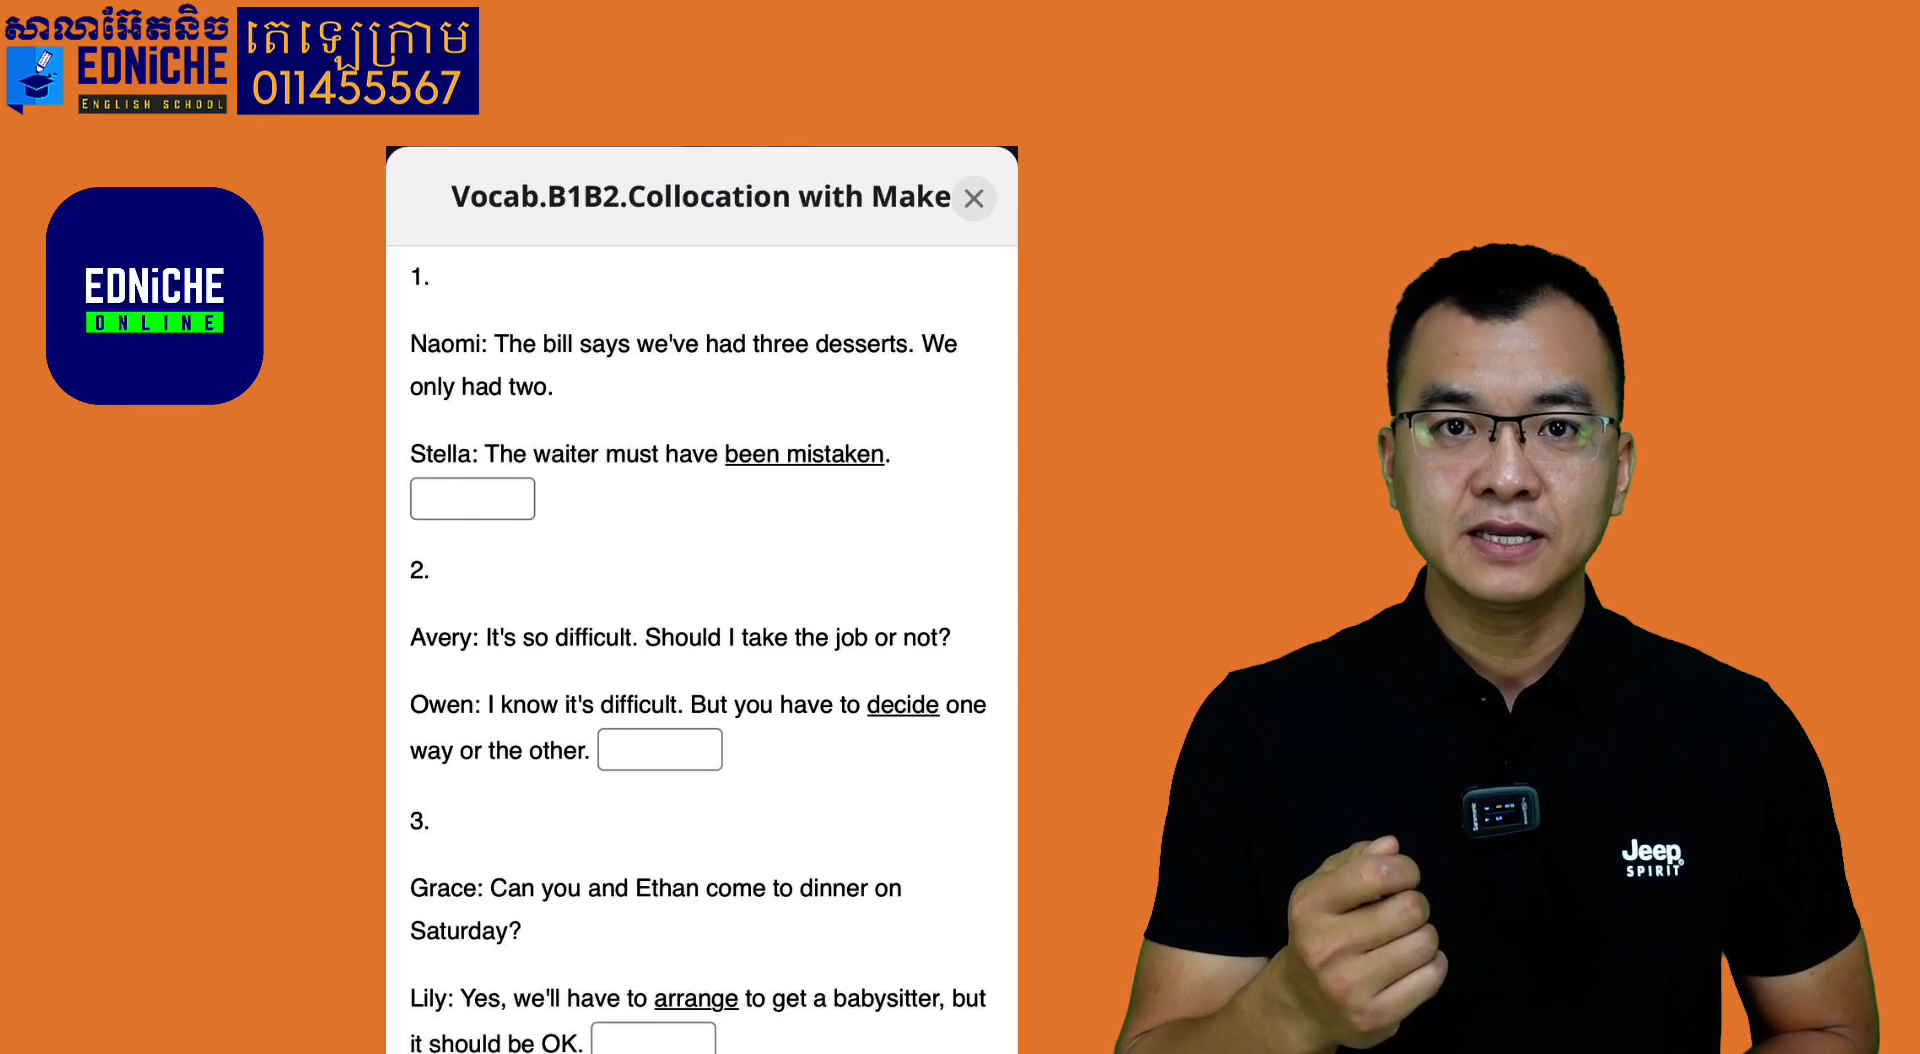 សាលាអ៊ែតនិច
EDNiCHE
ENGLISH SCHOOL
តេឡេក្រាម
011455567
EDNiCHE
ONLINE
Vocab.B1B2.Collocation with Make
1.
Naomi: The bill says we've had three desserts. We
only had two.
Stella: The waiter must have been mistaken.
2.
Avery: It's so difficult. Should I take the job or not?
Owen: I know it's difficult. But you have to decide one
way or the other.
3.
Grace: Can you and Ethan come to dinner on
Saturday?
Lily: Yes, we'll have to arrange to get a babysitter, but
it should be OK.
Jeep
SPIRIT